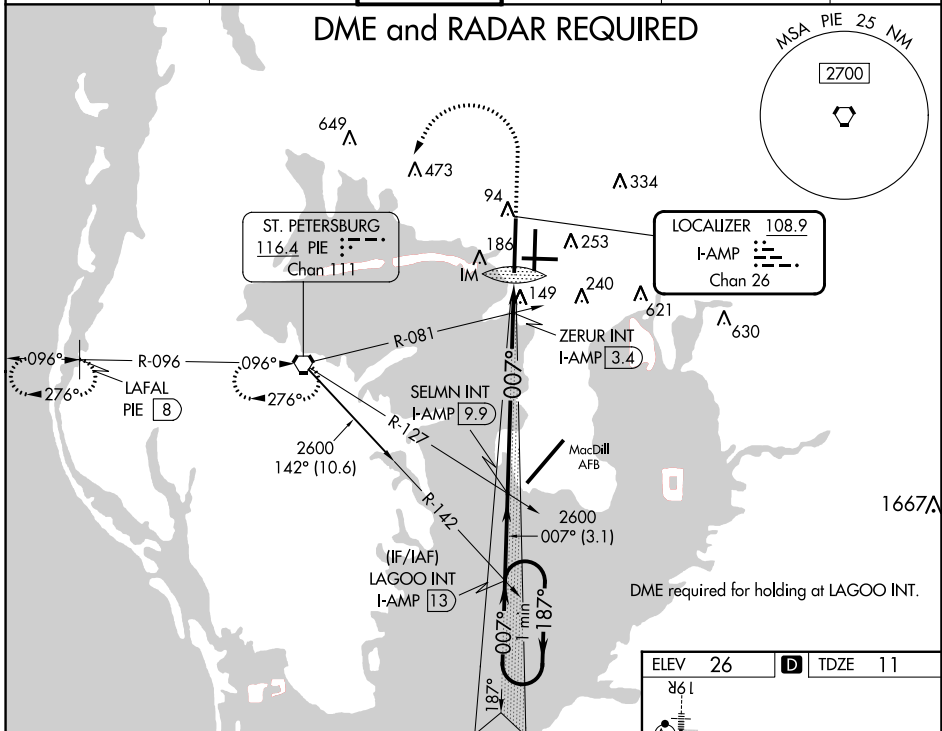 DME and RADAR REQUIRED
MSA PIE 25 NM
2700
649
473
334
94
ST. PETERSBURG
116.4 PIE
Chan 111
186
253
LOCALIZER 108.9
I-AMP
Chan 26
IM
149
240
621
630
R-081
ZERUR INT
I-AMP 3.4
096°
R-096
096°
LAFAL
PIE 8
276°
276°
007°
SELMN INT
I-AMP 9.9
R-127
2600
142° (10.6)
MacDill
AFB
R-142
2600
007° (3.1)
1667
(IF/IAF)
LAGOO INT
I-AMP 13
DME required for holding at LAGOO INT.
007°
1 min
187°
187°
ELEV 26 D TDZE 11
19R